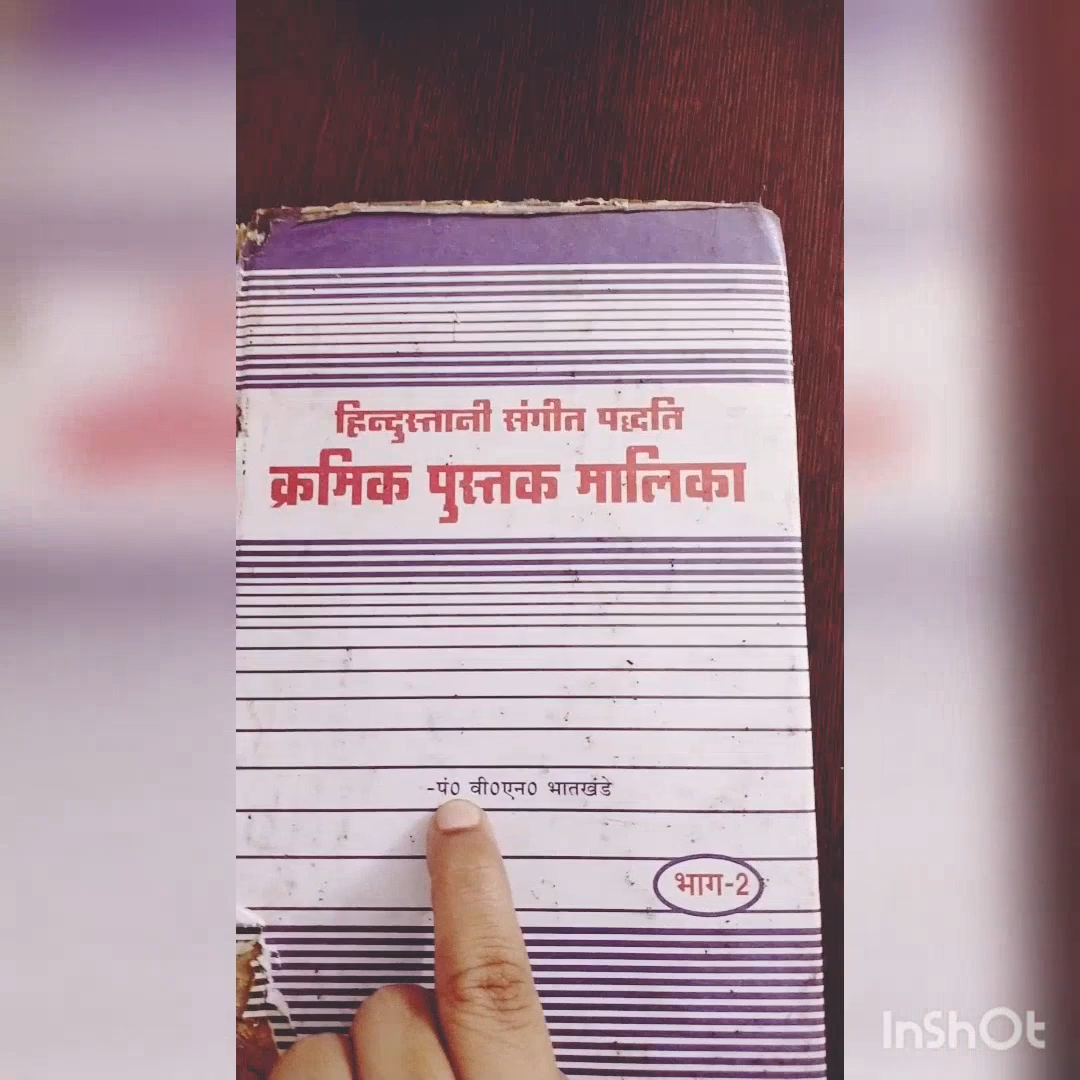 हिन्दुस्तानी संगीत पद्धति
क्रमिक पुस्तक मालिका
-पं० वी०एन० भातखंडे
भाग-2
InShOt